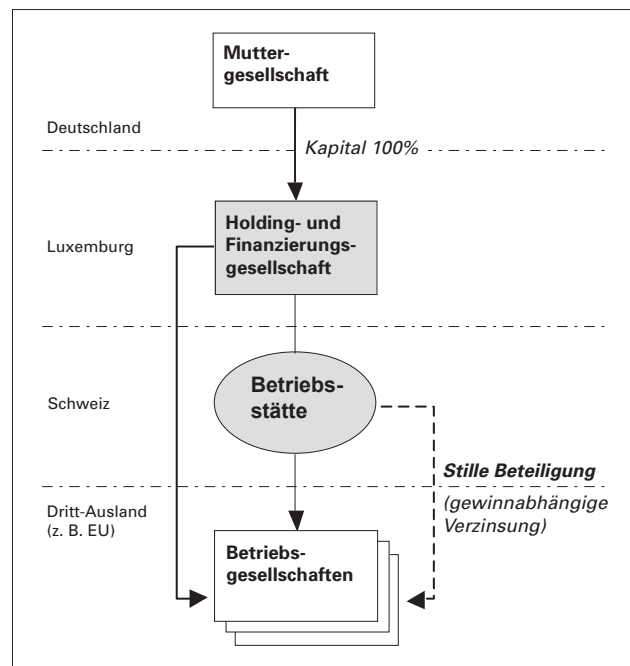 Mutter-
gesellschaft
Deutschland
Kapital 100%
Holding- und
Finanzierungs-
gesellschaft
Luxemburg
Betriebs-
stätte
Schweiz
Stille Beteiligung
(gewinnabhängige
Verzinsung)
Dritt-Ausland
(z. B. EU)
Betriebs-
gesellschaften